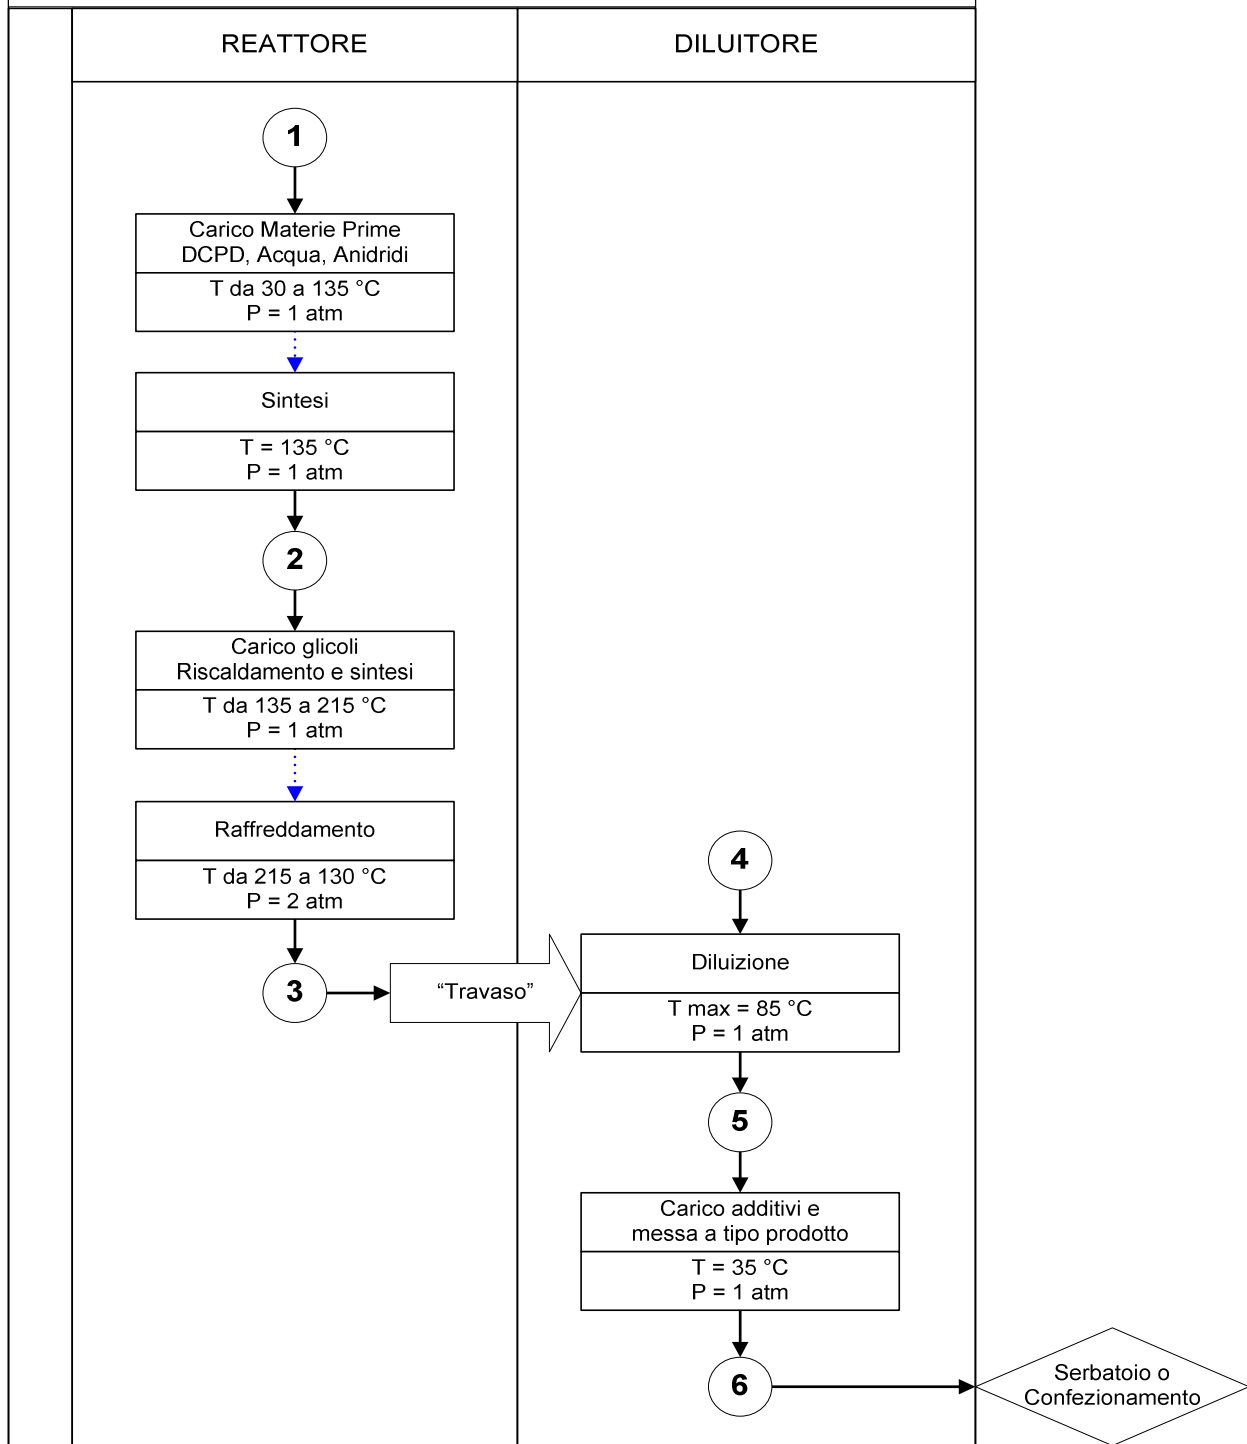 REATTORE
DILUITORE
1
Carico Materie Prime
DCPD, Acqua, Anidridi
T da 30 a 135 °C
P = 1 atm
Sintesi
T = 135 °C
P = 1 atm
2
Carico glicoli
Riscaldamento e sintesi
T da 135 a 215 °C
P = 1 atm
Raffreddamento
T da 215 a 130 °C
P = 2 atm
3
“Travaso”
4
Diluizione
T max = 85 °C
P = 1 atm
5
Carico additivi e
messa a tipo prodotto
T = 35 °C
P = 1 atm
6
Serbatoio o
Confezionamento